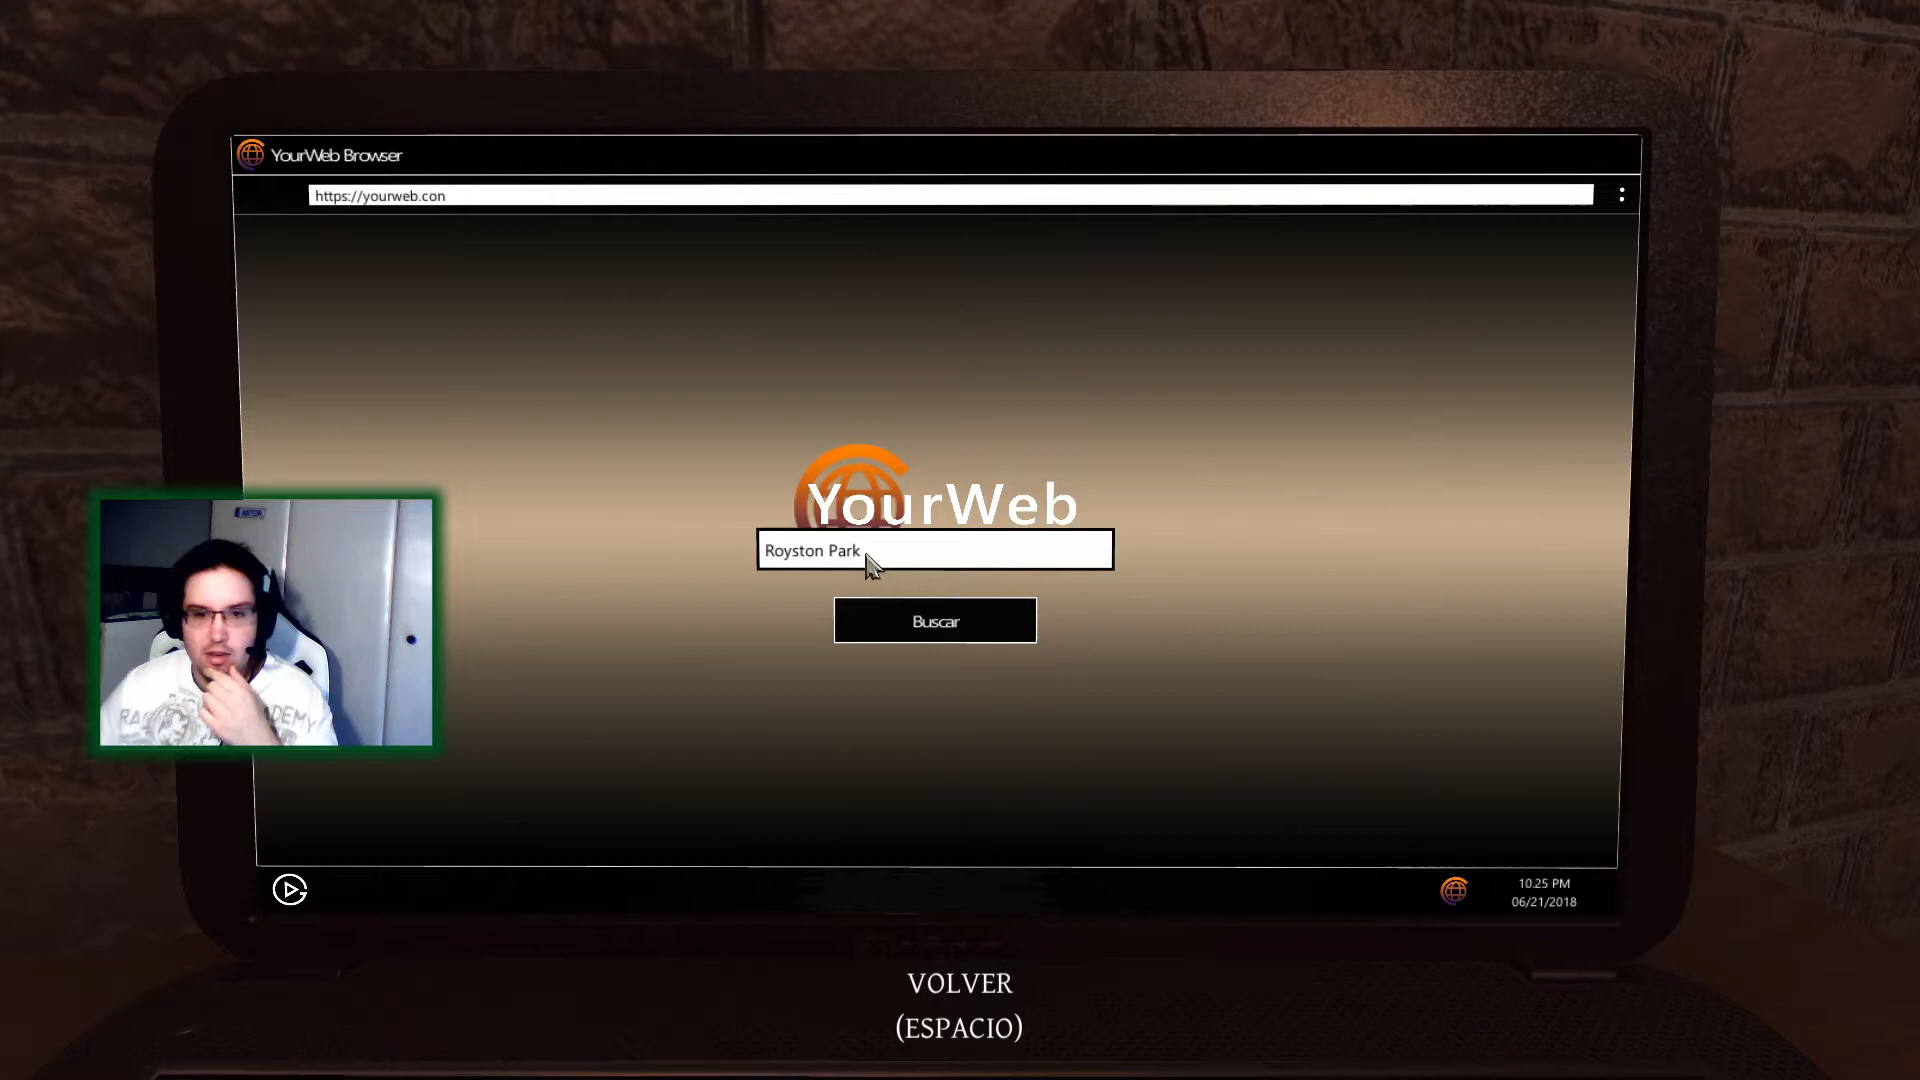 YourWeb Browser
https://yourweb.con
YourWeb
Royston Park
Buscar
10.25 PM
06/21/2018
VOLVER
(ESPACIO)